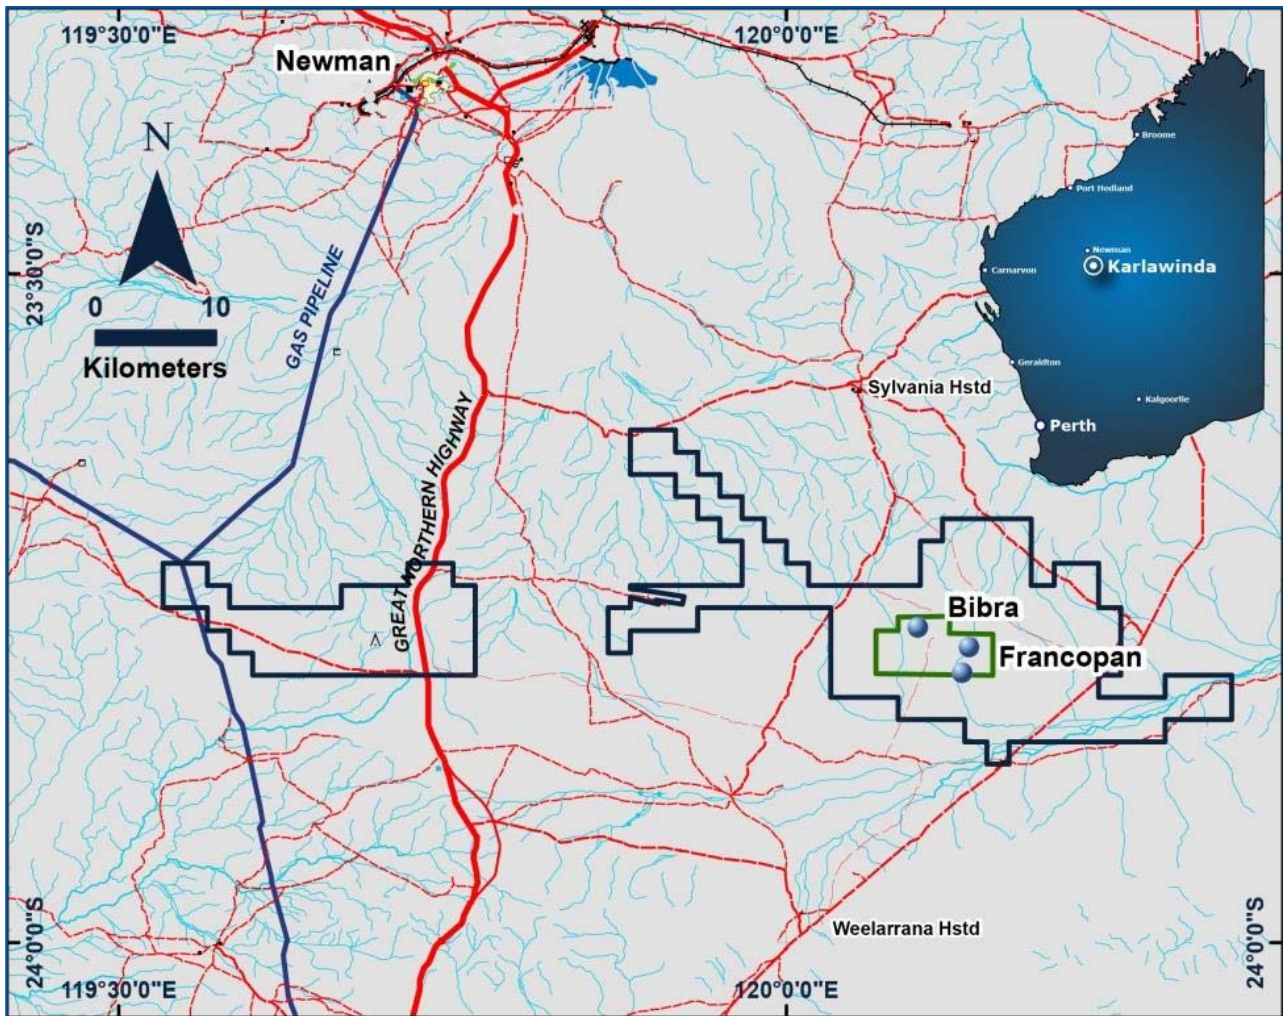 119°30'0"E
120°0'0"E
Newman
Broome
Port Hedland
N
Newman
Karlawinda
Carnarvon
23°30'0"S
0 10
Kilometers
GAS PIPELINE
Geraldton
Sylvania Hstd
Kalgoorlie
Perth
GREAT NORTHERN HIGHWAY
Bibra
Francopan
Weelarrana Hstd
24°0'0"S
24°0'0"S
119°30'0"E
120°0'0"E